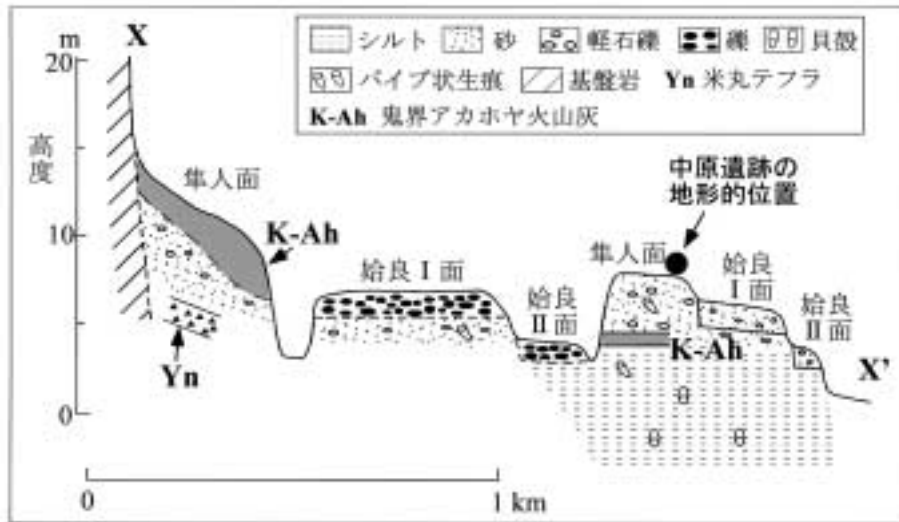 m
20
10
0
高度
X
シルト 砂 軽石礫 礫 貝殻
パイプ状生痕 基盤岩 Yn 米丸テフラ
K-Ah 鬼界アカホヤ火山灰
隼人面
K-Ah
Yn
姶良Ⅰ面
姶良
Ⅱ面
中原遺跡の
地形的位置
隼人面
姶良
Ⅰ面
姶良
Ⅱ面
K-Ah
X'
0
1 km